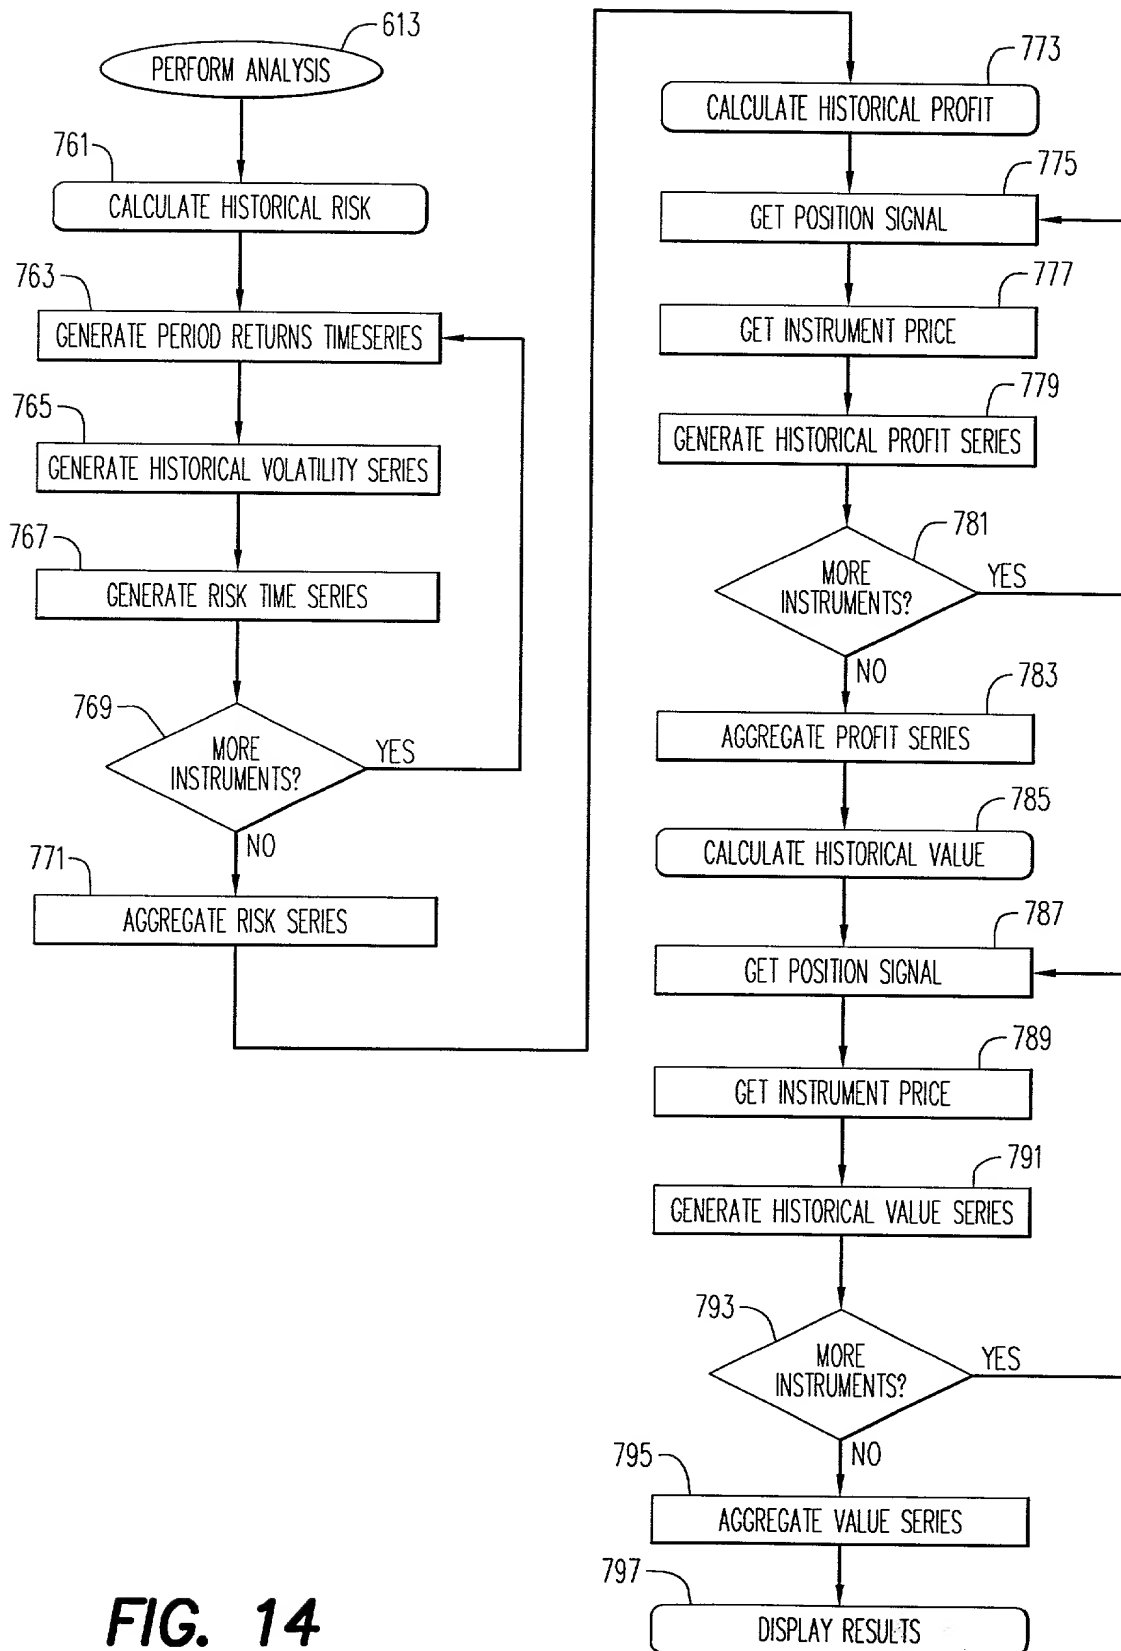 613
PERFORM ANALYSIS
761
CALCULATE HISTORICAL RISK
763
GENERATE PERIOD RETURNS TIMESERIES
765
GENERATE HISTORICAL VOLATILITY SERIES
767
GENERATE RISK TIME SERIES
769
MORE
INSTRUMENTS?
YES
NO
771
AGGREGATE RISK SERIES
773
CALCULATE HISTORICAL PROFIT
775
GET POSITION SIGNAL
777
GET INSTRUMENT PRICE
779
GENERATE HISTORICAL PROFIT SERIES
781
MORE
INSTRUMENTS?
YES
NO
783
AGGREGATE PROFIT SERIES
785
CALCULATE HISTORICAL VALUE
787
GET POSITION SIGNAL
789
GET INSTRUMENT PRICE
791
GENERATE HISTORICAL VALUE SERIES
793
MORE
INSTRUMENTS?
YES
NO
795
AGGREGATE VALUE SERIES
797
DISPLAY RESULTS
FIG. 14